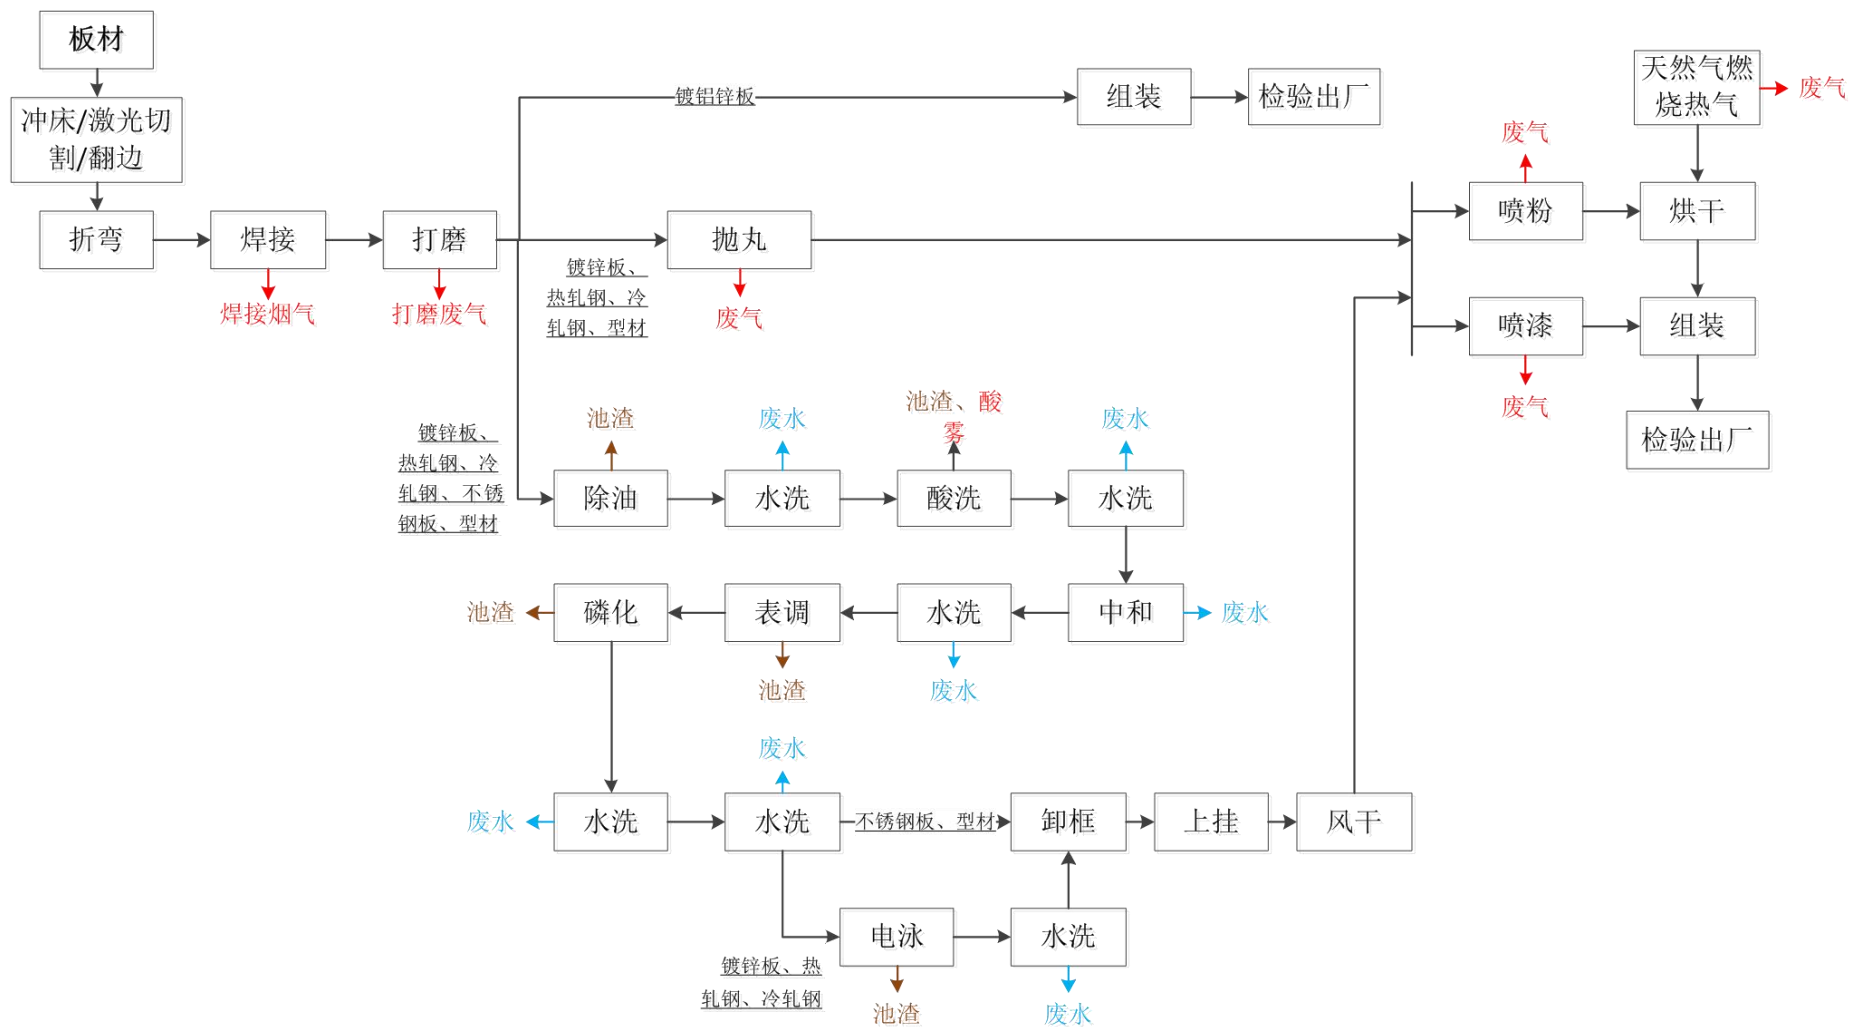 板材
冲床/激光切
割/翻边
折弯
焊接
打磨
焊接烟气
打磨废气
镀铝锌板
组装
检验出厂
抛丸
废气
镀锌板、
热轧钢、冷
轧钢、型材
天然气燃
烧热气
废气
废气
喷粉
烘干
喷漆
组装
废气
检验出厂
镀锌板、
热轧钢、冷
轧钢、不锈
钢板、型材
池渣
废水
池渣、酸
雾
废水
除油
水洗
酸洗
水洗
池渣
磷化
表调
水洗
中和
废水
池渣
废水
废水
废水
水洗
水洗
不锈钢板、型材
卸框
上挂
风干
电泳
水洗
镀锌板、热
轧钢、冷轧钢
池渣
废水